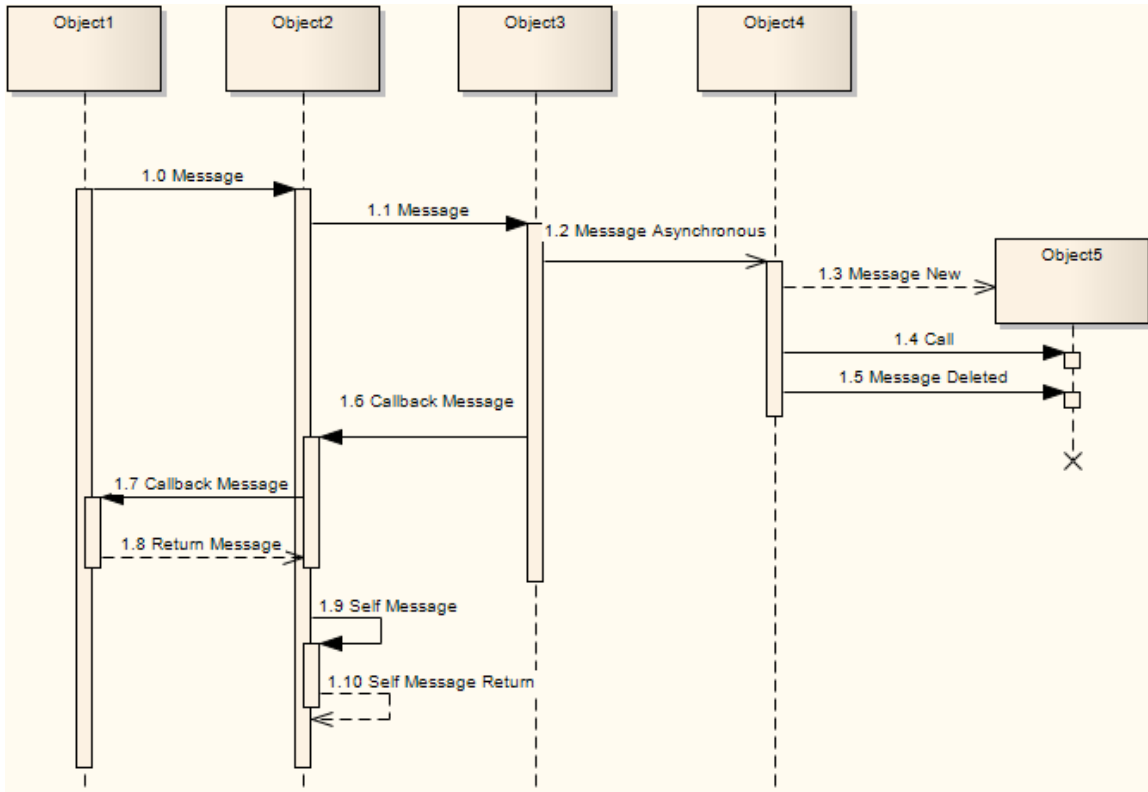 Object1
Object2
Object3
Object4
1.0 Message
1.1 Message
1.2 Message Asynchronous
Object5
1.3 Message New
1.4 Call
1.5 Message Deleted
1.6 Callback Message
1.7 Callback Message
1.8 Return Message
1.9 Self Message
1.10 Self Message Return